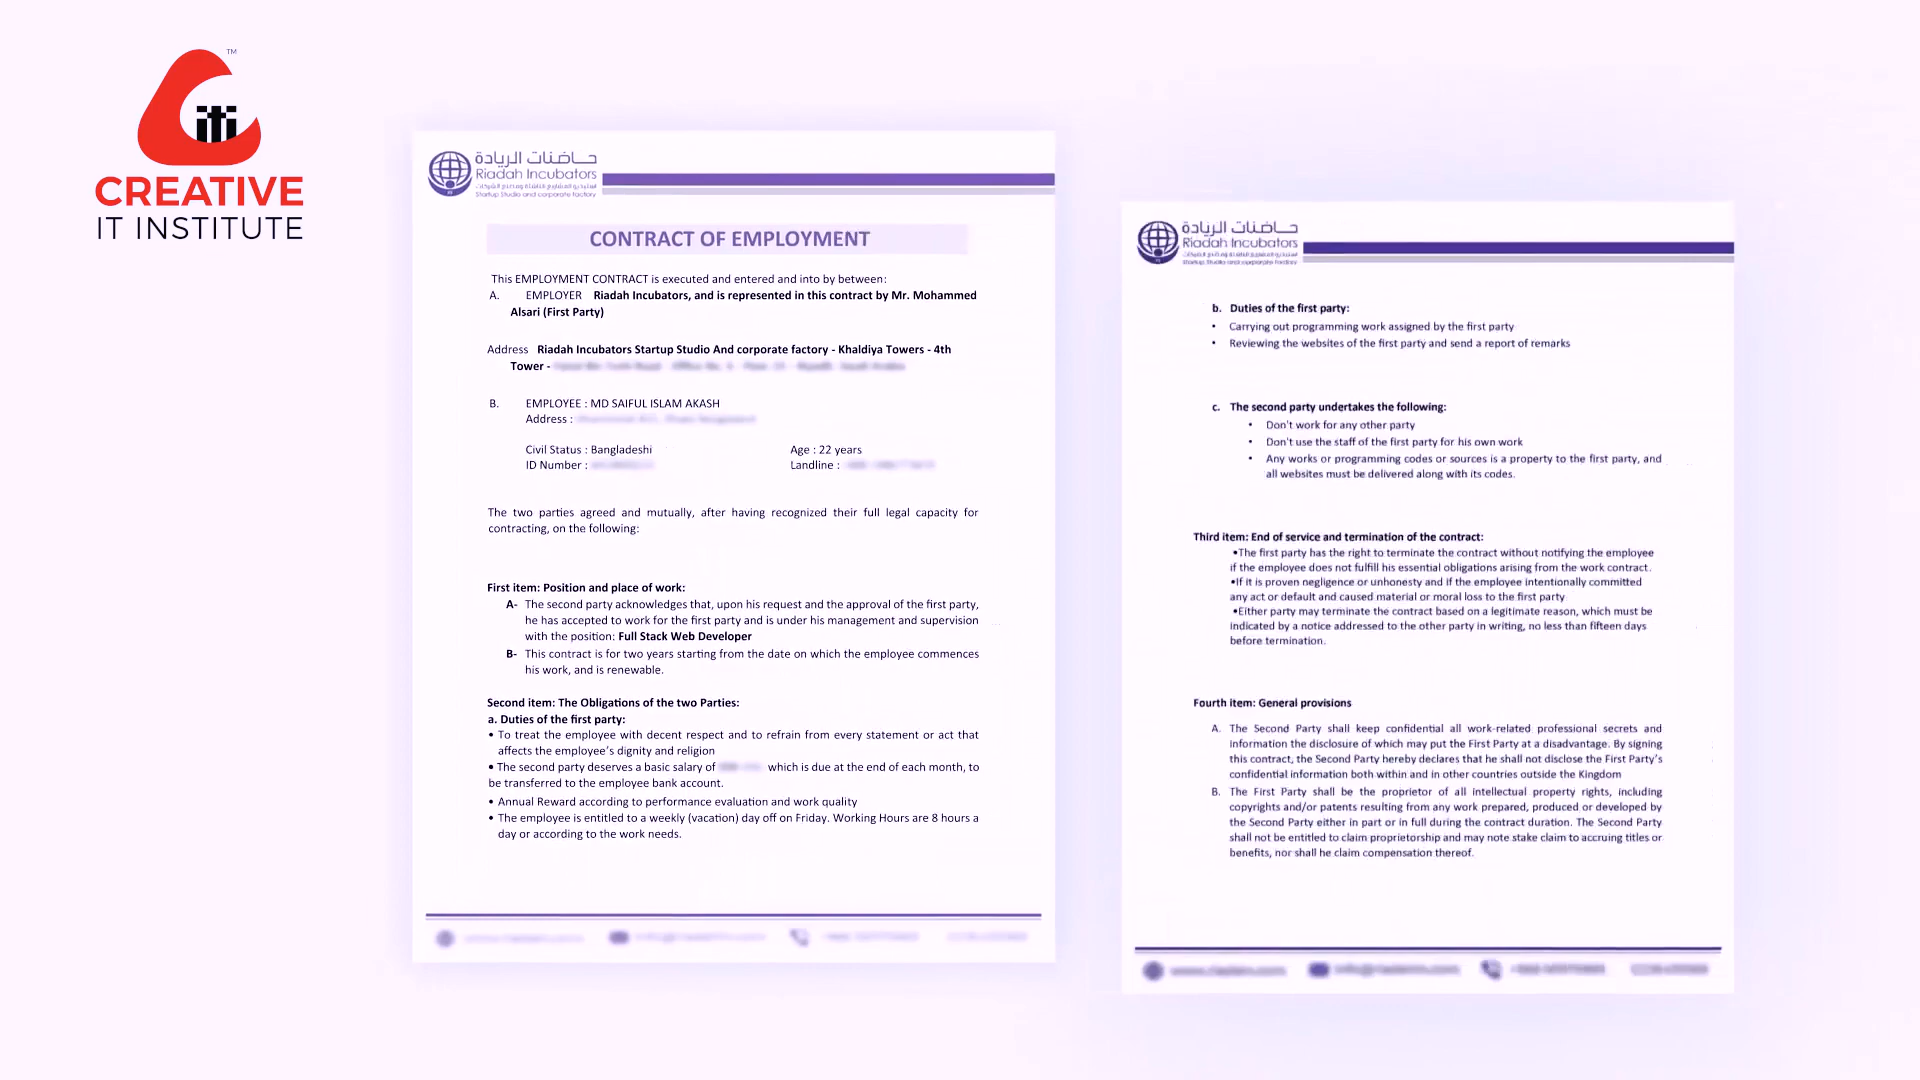 TM
iti
CREATIVE
IT INSTITUTE
حاضنات الريادة
Riadah Incubators
Startup Studio and corporate factory
CONTRACT OF EMPLOYMENT
This EMPLOYMENT CONTRACT is executed and entered and into by between:
A. EMPLOYER Riadah Incubators, and is represented in this contract by Mr. Mohammed
Alsari (First Party)
Address Riadah Incubators Startup Studio And corporate factory - Khaldiya Towers - 4th
Tower -
B. EMPLOYEE : MD SAIFUL ISLAM AKASH
Address :
Civil Status : Bangladeshi Age : 22 years
ID Number : Landline :
The two parties agreed and mutually, after having recognized their full legal capacity for
contracting, on the following:
First item: Position and place of work:
A- The second party acknowledges that, upon his request and the approval of the first party,
he has accepted to work for the first party and is under his management and supervision
with the position: Full Stack Web Developer
B- This contract is for two years starting from the date on which the employee commences
his work, and is renewable.
Second item: The Obligations of the two Parties:
a. Duties of the first party:
• To treat the employee with decent respect and to refrain from every statement or act that
affects the employee's dignity and religion
• The second party deserves a basic salary of which is due at the end of each month, to
be transferred to the employee bank account.
• Annual Reward according to performance evaluation and work quality
• The employee is entitled to a weekly (vacation) day off on Friday. Working Hours are 8 hours a
day or according to the work needs.
حاضنات الريادة
Riadah Incubators
Startup Studio and corporate factory
b. Duties of the first party:
• Carrying out programming work assigned by the first party
• Reviewing the websites of the first party and send a report of remarks
c. The second party undertakes the following:
• Don't work for any other party
• Don't use the staff of the first party for his own work
• Any works or programming codes or sources is a property to the first party, and
all websites must be delivered along with its codes.
Third item: End of service and termination of the contract:
•The first party has the right to terminate the contract without notifying the employee
if the employee does not fulfill his essential obligations arising from the work contract.
•If it is proven negligence or unhonesty and if the employee intentionally committed
any act or default and caused material or moral loss to the first party
•Either party may terminate the contract based on a legitimate reason, which must be
indicated by a notice addressed to the other party in writing, no less than fifteen days
before termination.
Fourth item: General provisions
A. The Second Party shall keep confidential all work-related professional secrets and
information the disclosure of which may put the First Party at a disadvantage. By signing
this contract, the Second Party hereby declares that he shall not disclose the First Party's
confidential information both within and in other countries outside the Kingdom
B. The First Party shall be the proprietor of all intellectual property rights, including
copyrights and/or patents resulting from any work prepared, produced or developed by
the Second Party either in part or in full during the contract duration. The Second Party
shall not be entitled to claim proprietorship and may note stake claim to accruing titles or
benefits, nor shall he claim compensation thereof.